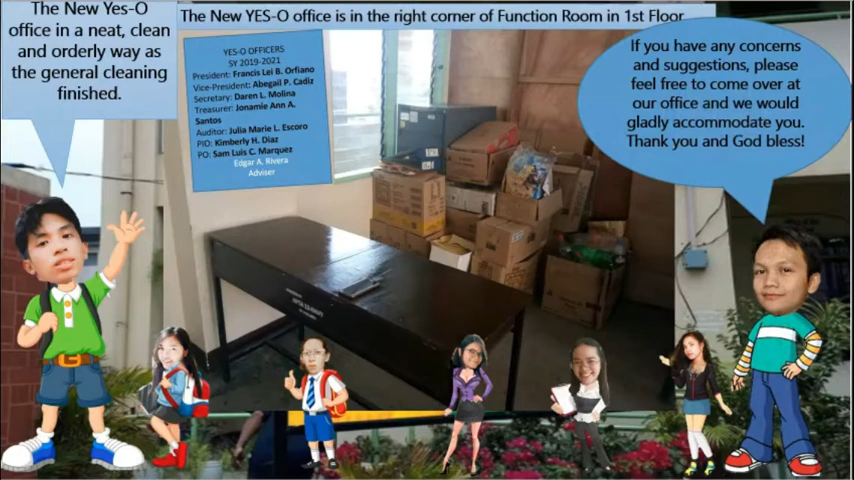 The New Yes-O
office in a neat, clean
and orderly way as
the general cleaning
finished.
The New YES-O office is in the right corner of Function Room in 1st Floor
YES-O OFFICERS
SY 2019-2021
President: Francis Lei B. Orfiano
Vice-President: Abegail P. Cadiz
Secretary: Daren L. Molina
Treasurer: Jonamie Ann A.
Santos
Auditor: Julia Marie L. Escoro
PID: Kimberly H. Diaz
PO: Sam Luis C. Marquez
Edgar A. Rivera
Adviser
If you have any concerns
and suggestions, please
feel free to come over at
our office and we would
gladly accommodate you.
Thank you and God bless!